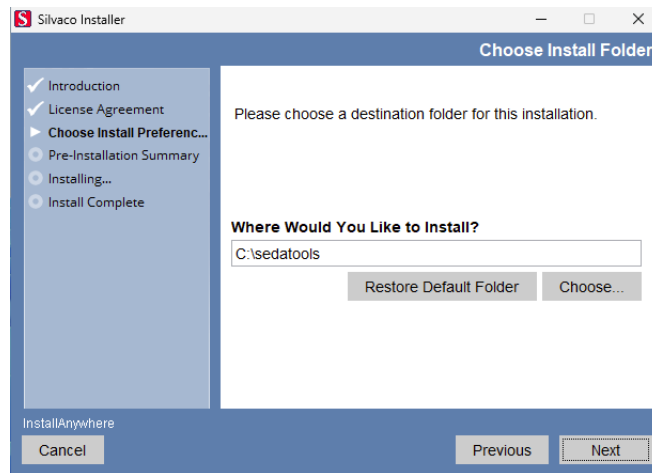 S Silvaco Installer
Choose Install Folder
Introduction
License Agreement
Choose Install Preferenc...
Pre-Installation Summary
Installing...
Install Complete
Please choose a destination folder for this installation.
Where Would You Like to Install?
C:\sedatools
Restore Default Folder Choose...
InstallAnywhere
Cancel Previous Next